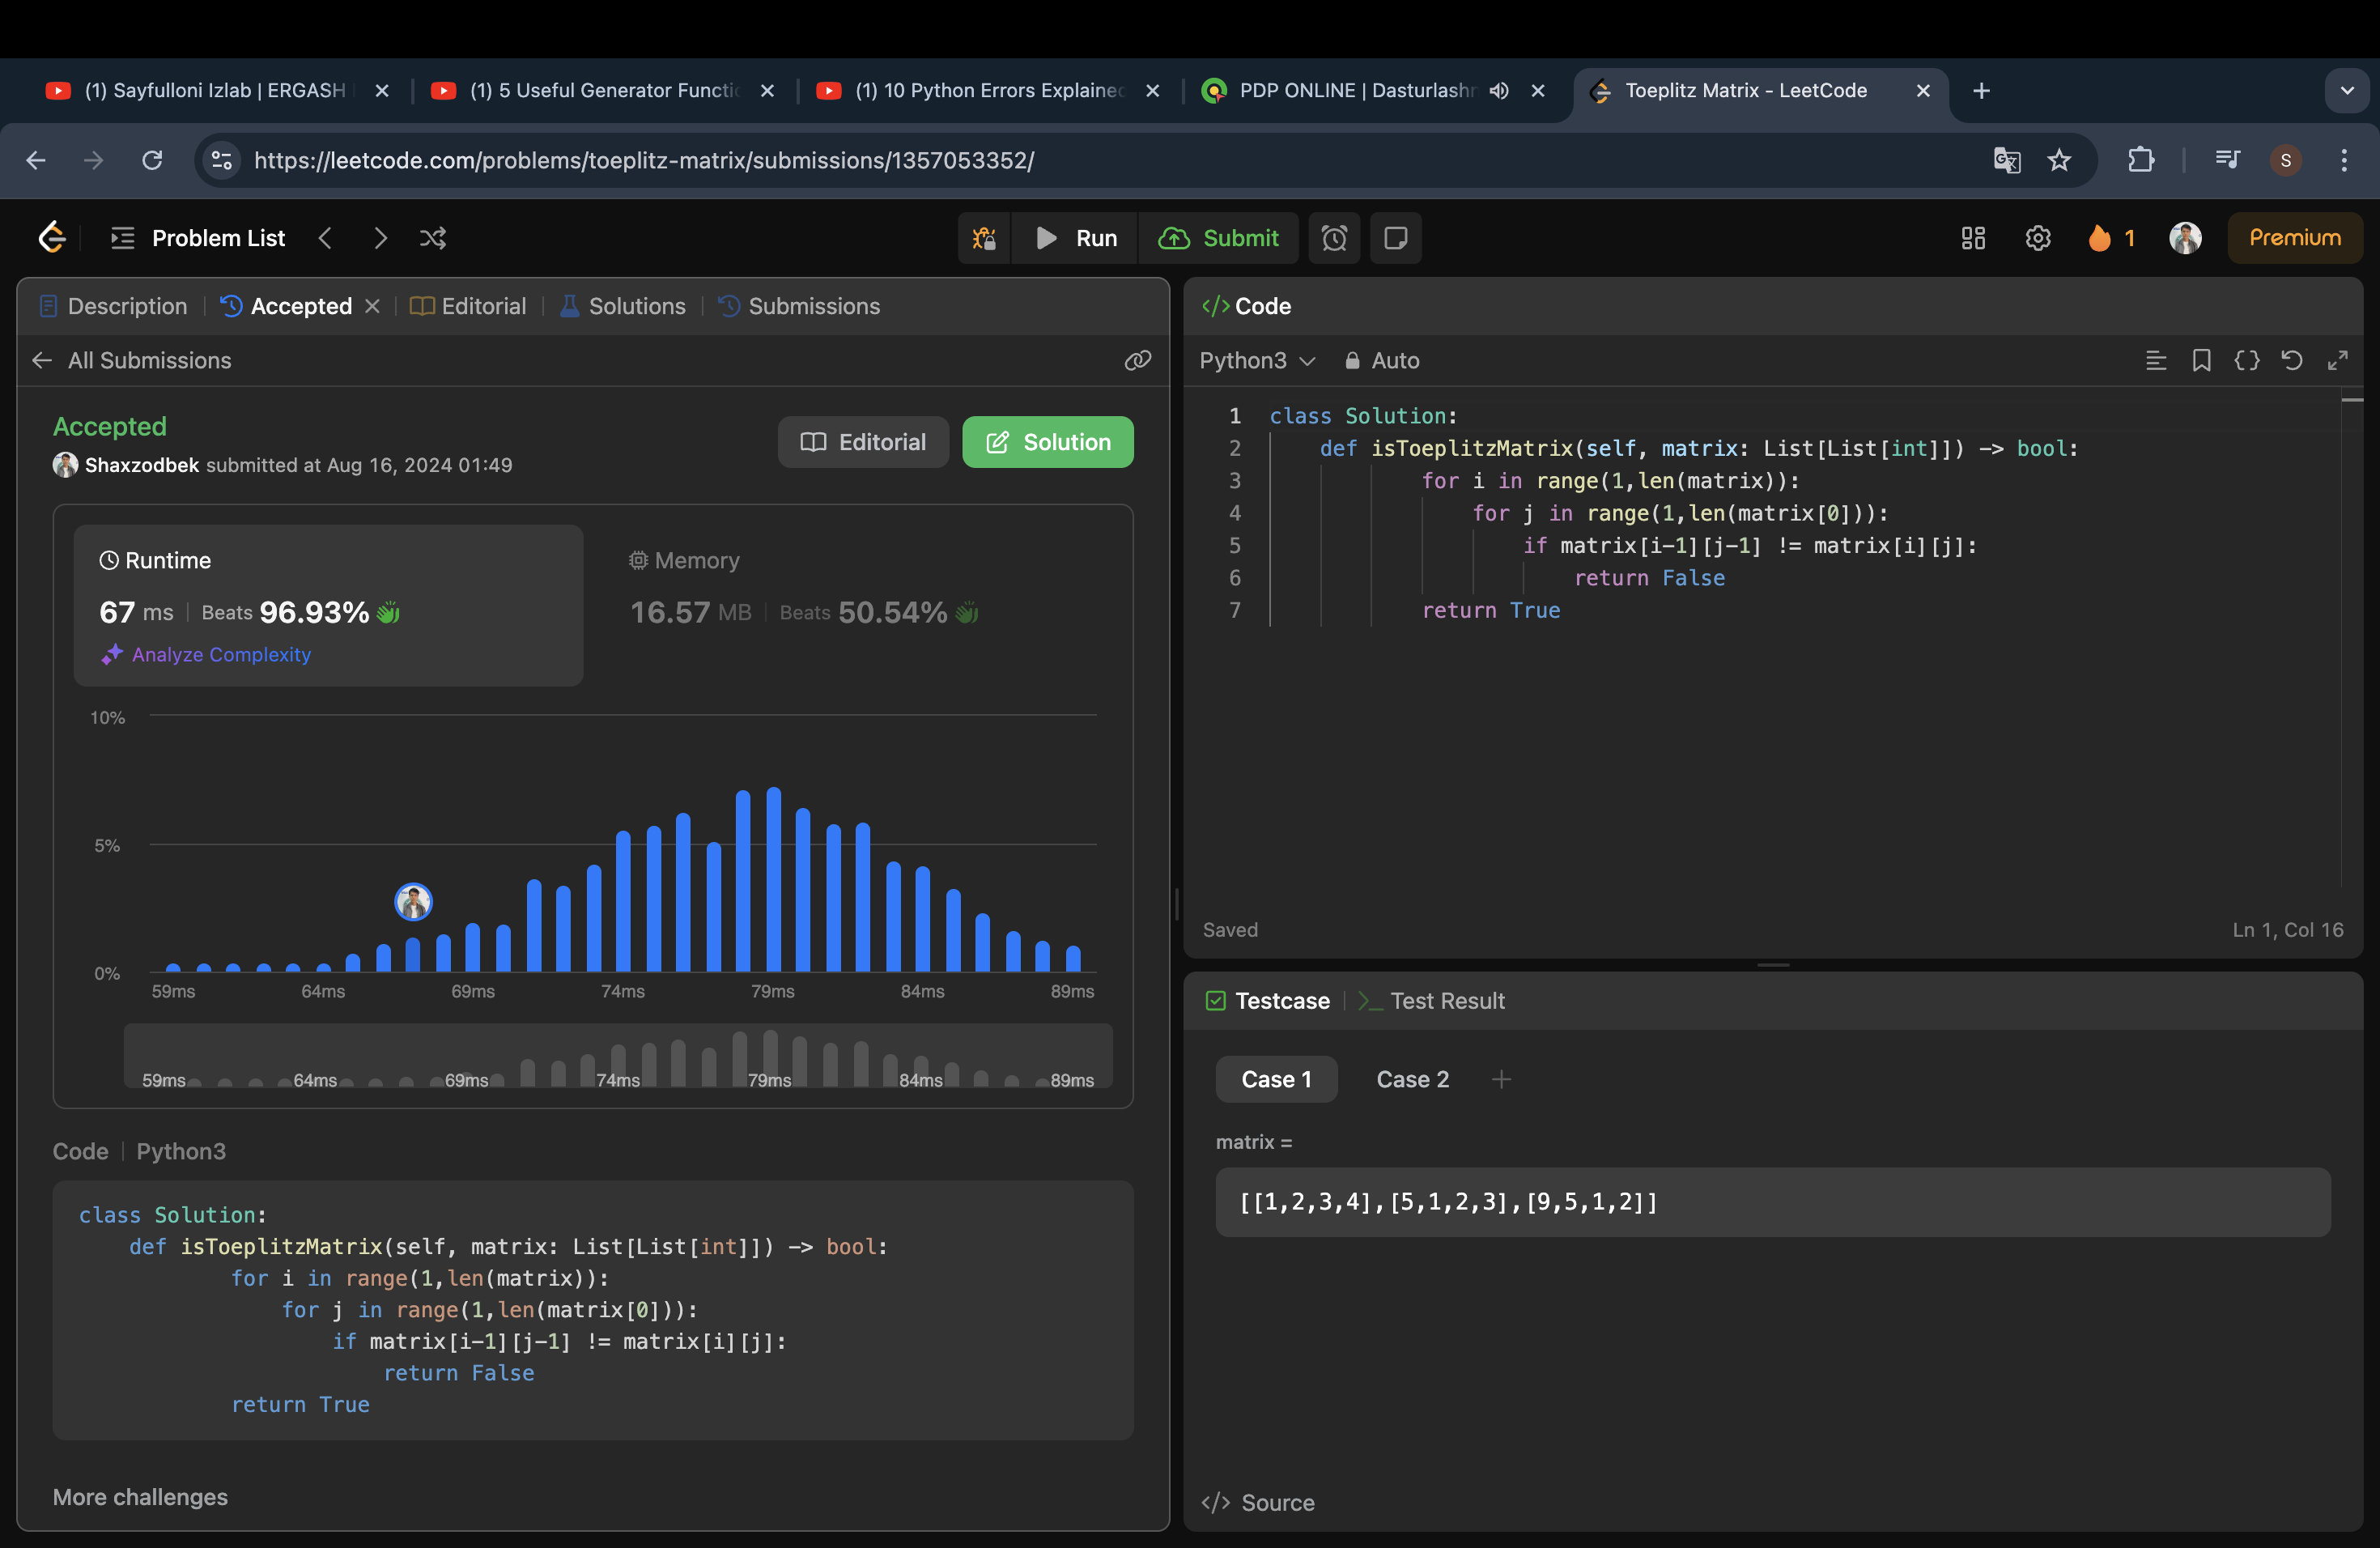 (1) Sayfulloni Izlab | ERGASH
(1) 5 Useful Generator Functi
(1) 10 Python Errors Explained
PDP ONLINE | Dasturlash
Toeplitz Matrix - LeetCode
https://leetcode.com/problems/toeplitz-matrix/submissions/1357053352/
S
Problem List
Run
Submit
1
Premium
Description
Accepted
Editorial
Solutions
Submissions
All Submissions
Accepted
Shaxzodbek submitted at Aug 16, 2024 01:49
Editorial
Solution
Runtime
67 ms | Beats 96.93%
Analyze Complexity
Memory
16.57 MB | Beats 50.54%
10%
5%
0%
59ms 64ms 69ms 74ms 79ms 84ms 89ms
59ms 64ms 69ms 74ms 79ms 84ms 89ms
Code | Python3
class Solution:
    def isToeplitzMatrix(self, matrix: List[List[int]]) -> bool:
            for i in range(1,len(matrix)):
                for j in range(1,len(matrix[0])):
                    if matrix[i-1][j-1] != matrix[i][j]:
                        return False
            return True
More challenges
</> Code
Python3
Auto
1 class Solution:
2     def isToeplitzMatrix(self, matrix: List[List[int]]) -> bool:
3             for i in range(1,len(matrix)):
4                 for j in range(1,len(matrix[0])):
5                     if matrix[i-1][j-1] != matrix[i][j]:
6                         return False
7             return True
Saved
Ln 1, Col 16
Testcase
Test Result
Case 1
Case 2
matrix =
[[1,2,3,4],[5,1,2,3],[9,5,1,2]]
</> Source